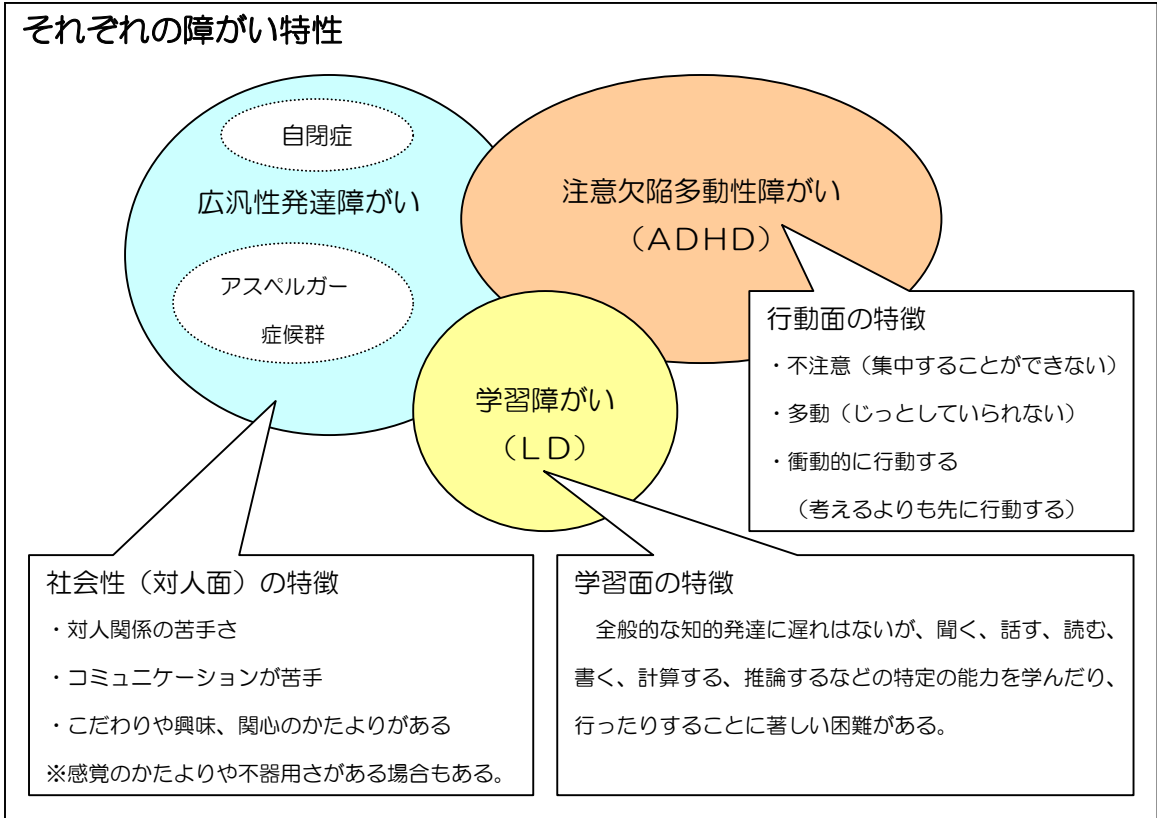 それぞれの障がい特性
自閉症
広汎性発達障がい
アスペルガー
症候群
注意欠陥多動性障がい
（ＡＤＨＤ）
学習障がい
（ＬＤ）
行動面の特徴
・不注意（集中することができない）
・多動（じっとしていられない）
・衝動的に行動する
（考えるよりも先に行動する）
社会性（対人面）の特徴
・対人関係の苦手さ
・コミュニケーションが苦手
・こだわりや興味、関心のかたよりがある
※感覚のかたよりや不器用さがある場合もある。
学習面の特徴
全般的な知的発達に遅れはないが、聞く、話す、読む、
書く、計算する、推論するなどの特定の能力を学んだり、
行ったりすることに著しい困難がある。